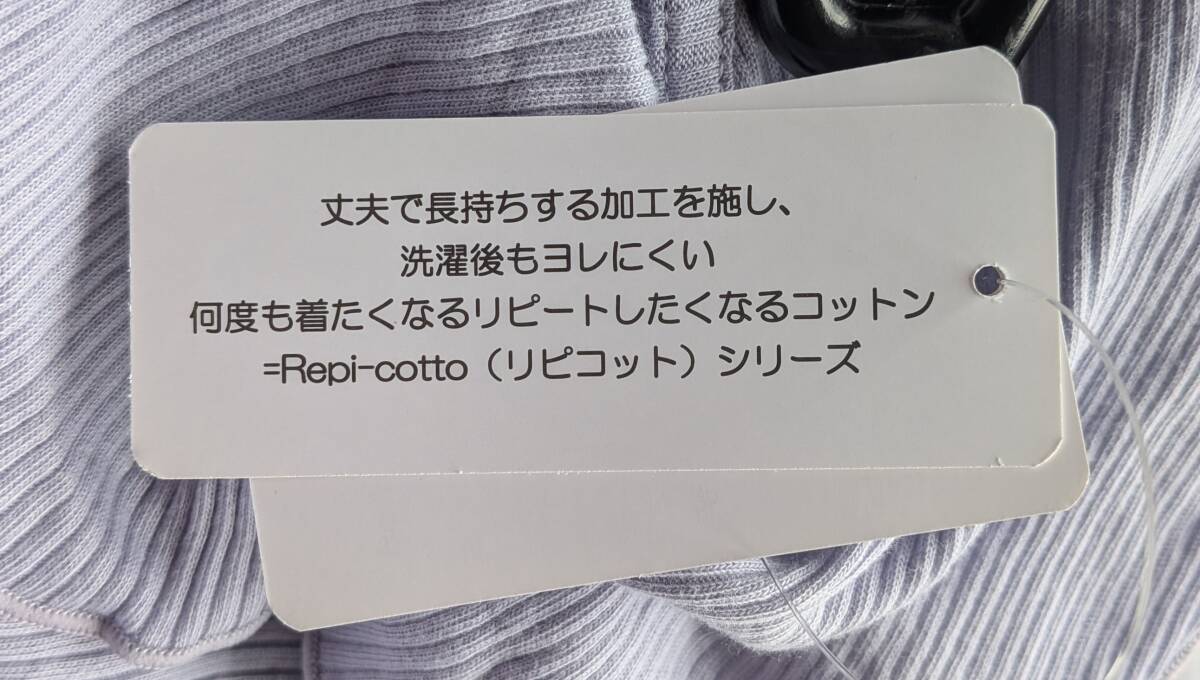 丈夫で長持ちする加工を施し、
洗濯後もヨレにくい
何度も着たくなるリピートしたくなるコットン
=Repi-cotto（リピコット）シリーズ